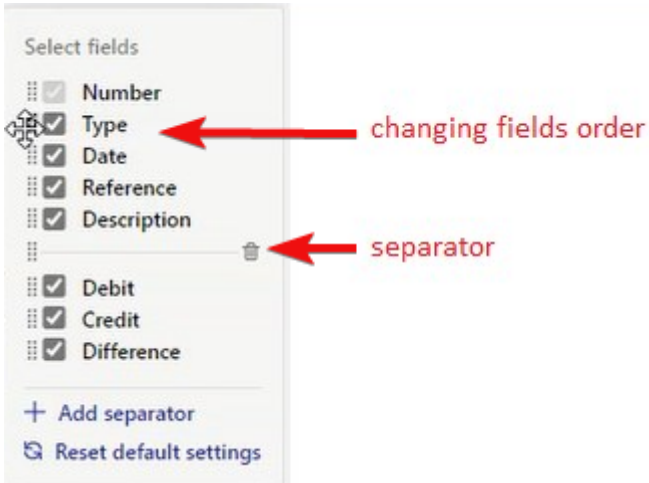 Select fields
Number
Type
changing fields order
Date
Reference
Description
separator
Debit
Credit
Difference
Add separator
Reset default settings